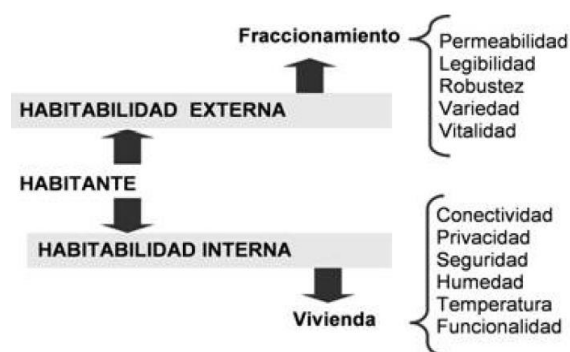 Fraccionamiento
Permeabilidad
Legibilidad
Robustez
Variedad
Vitalidad
HABITABILIDAD EXTERNA
HABITANTE
HABITABILIDAD INTERNA
Vivienda
Conectividad
Privacidad
Seguridad
Humedad
Temperatura
Funcionalidad